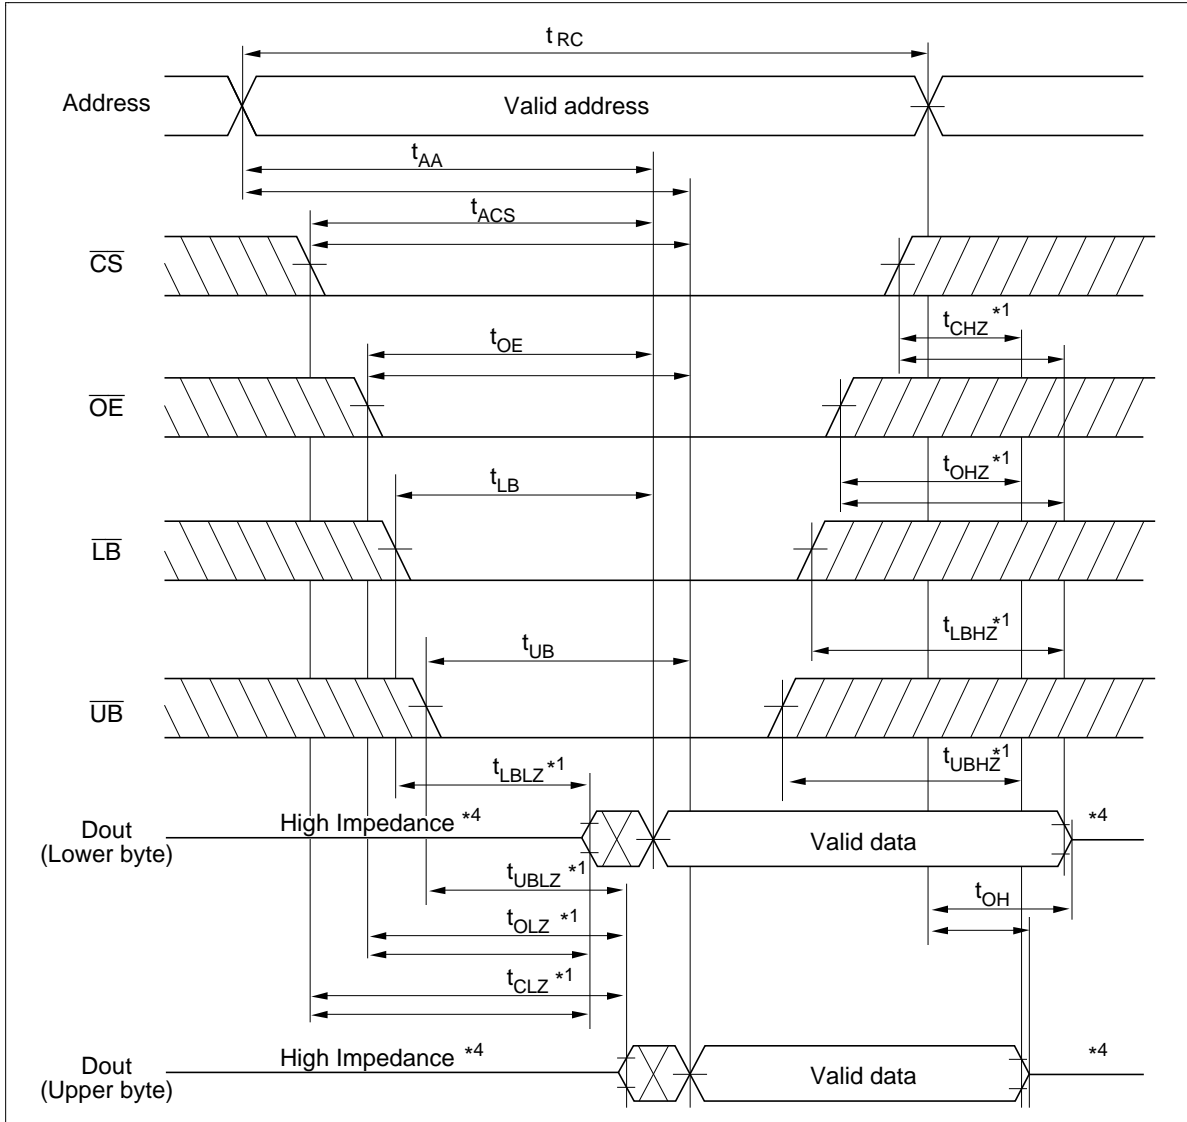 t RC
Address
Valid address
tAA
tACS
CS
tCHZ *1
tOE
OE
tOHZ *1
tLB
LB
tLBHZ *1
tUB
UB
tUBHZ *1
tLBLZ *1
High Impedance *4
*4
Dout
(Lower byte)
Valid data
tUBLZ *1
tOH
tOLZ *1
tCLZ *1
High Impedance *4
*4
Dout
(Upper byte)
Valid data